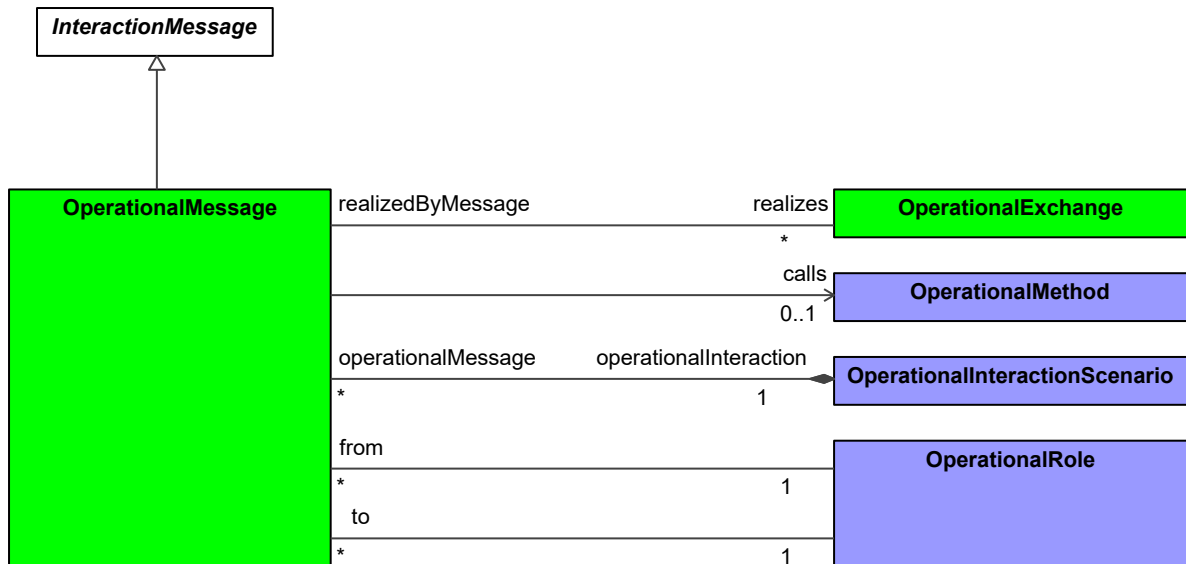 InteractionMessage
OperationalMessage
realizedByMessage
realizes
OperationalExchange
*
calls
OperationalMethod
0..1
operationalMessage
operationalInteraction
OperationalInteractionScenario
*
1
from
OperationalRole
*
1
to
*
1